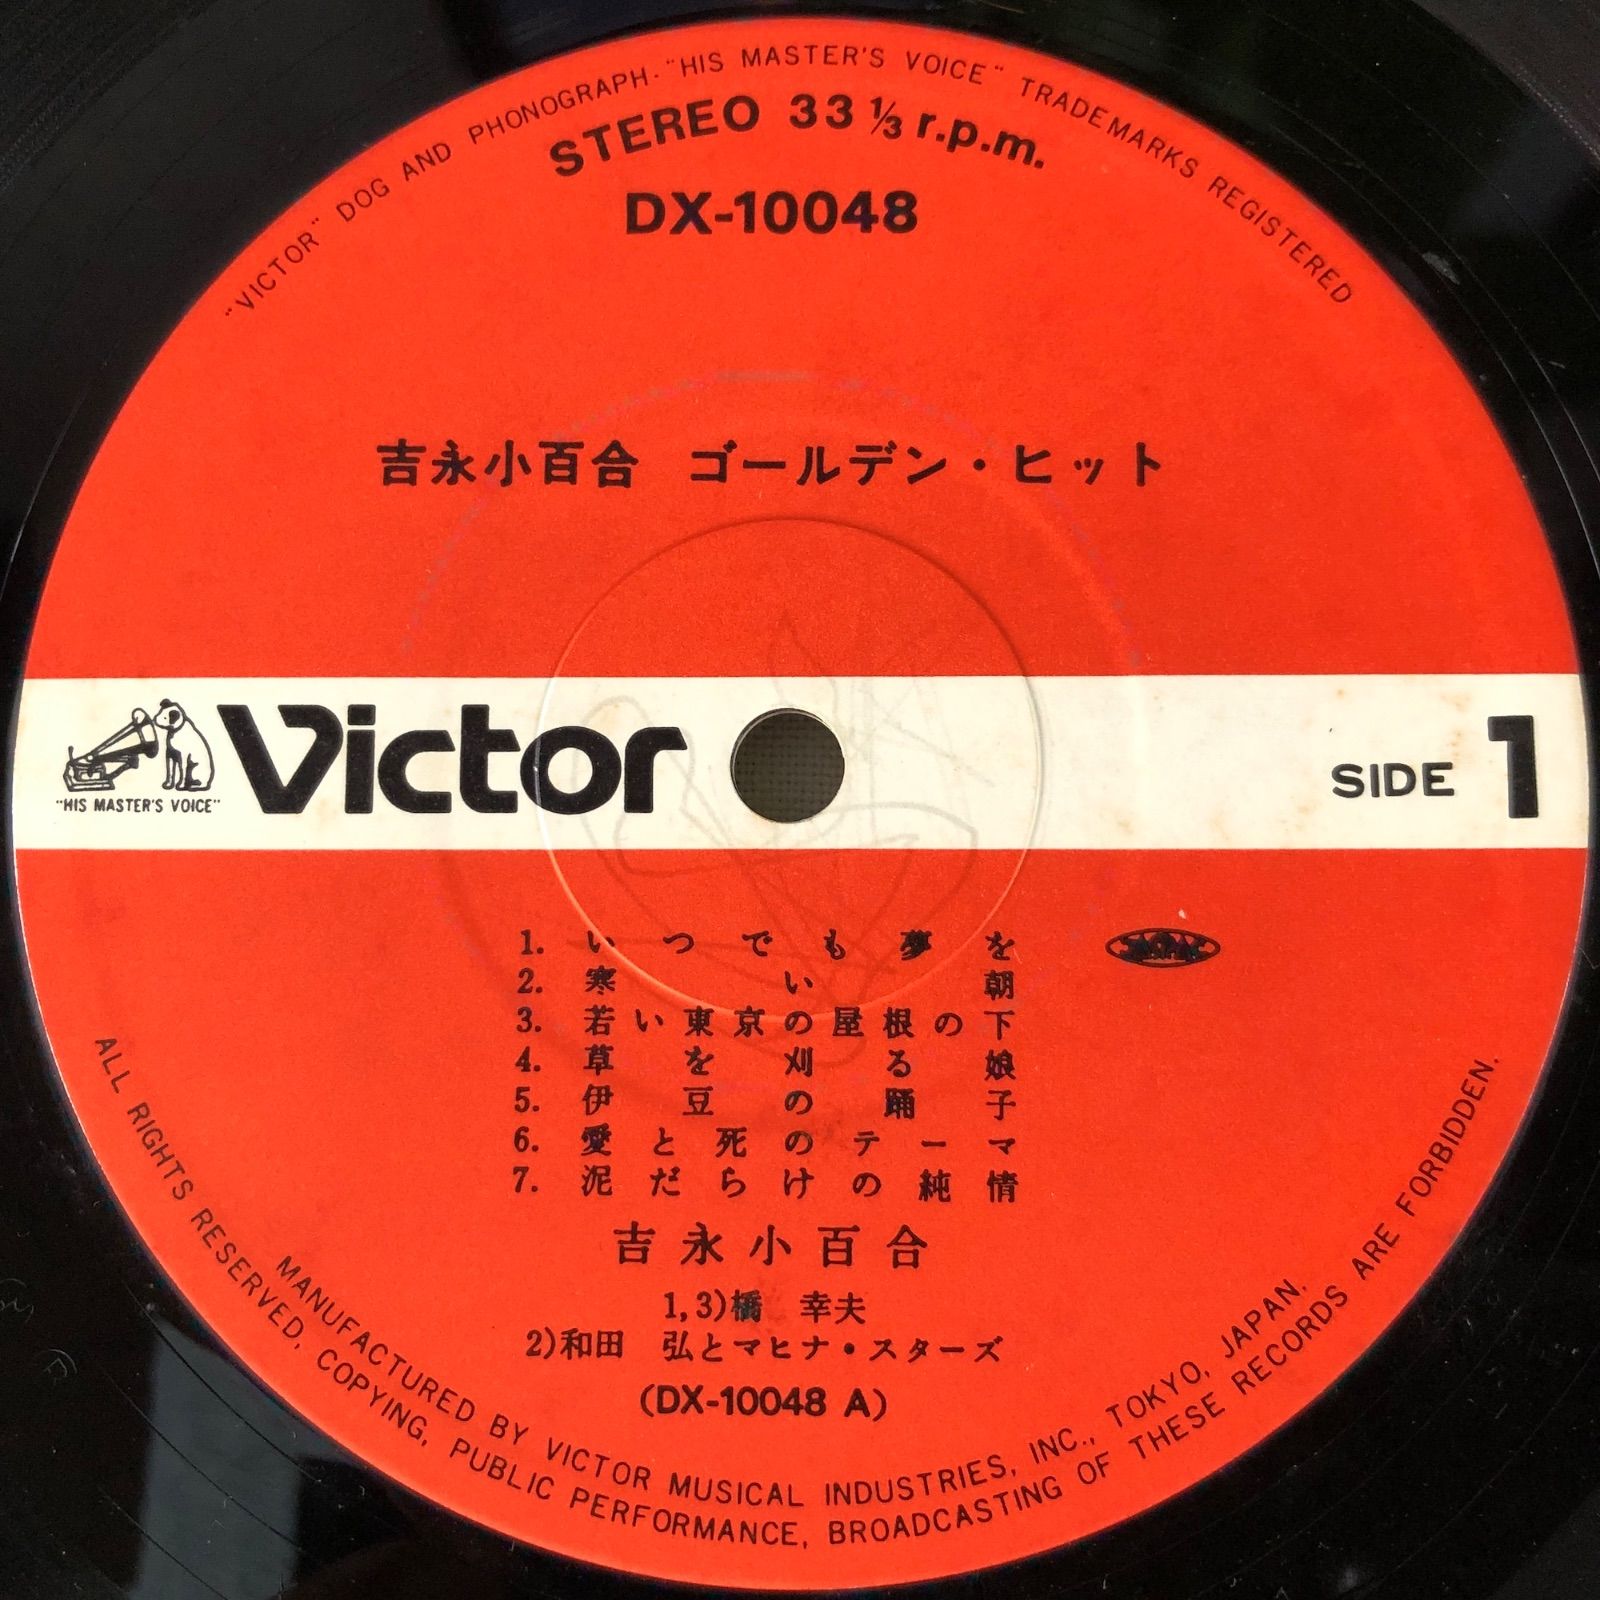 "VICTOR" DOG AND PHONOGRAPH·"HIS MASTER'S VOICE" TRADEMARKS REGISTERED
STEREO 33 ⅓ r.p.m.
DX-10048
吉永小百合 ゴールデン・ヒット
Victor
"HIS MASTER'S VOICE"
SIDE 1
1. いつでも夢を
JASRAC
2. 寒い朝
3. 若い東京の屋根の下
4. 草を刈る娘
5. 伊豆の踊子
6. 愛と死のテーマ
7. 泥だらけの純情
吉永小百合
1,3)橋 幸夫
2)和田 弘とマヒナ・スターズ
(DX-10048 A)
MANUFACTURED BY VICTOR MUSICAL INDUSTRIES, INC., TOKYO, JAPAN.
ALL RIGHTS RESERVED, COPYING, PUBLIC PERFORMANCE, BROADCASTING OF THESE RECORDS ARE FORBIDDEN.